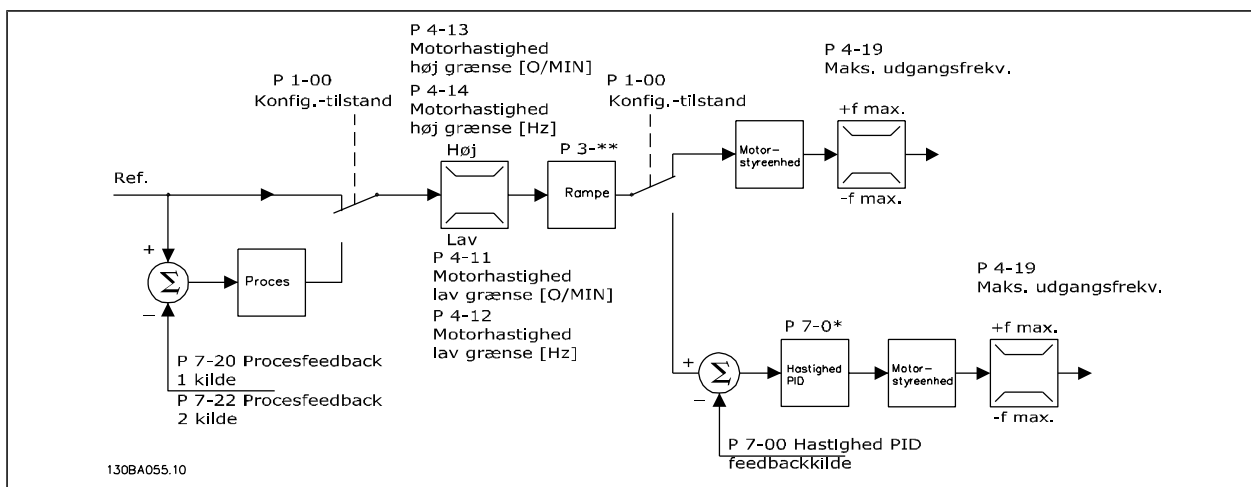 P 4-13
Motorhastighed
høj grænse [O/MIN]
P 4-14
Motorhastighed
høj grænse [Hz]
P 1-00
Konfig.-tilstand
P 1-00
Konfig.-tilstand
P 4-19
Maks. udgangsfrekv.
+f max.
-f max.
Høj
P 3-**
Rampe
Motor-
styreenhed
Ref.
+
Σ
−
Proces
Lav
P 4-11
Motorhastighed
lav grænse [O/MIN]
P 4-12
Motorhastighed
lav grænse [Hz]
P 7-20 Procesfeedback
1 kilde
P 7-22 Procesfeedback
2 kilde
P 4-19
Maks. udgangsfrekv.
+f max.
-f max.
P 7-0*
+
Σ
−
Hastighed
PID
Motor-
styreenhed
P 7-00 Hastighed PID
feedbackkilde
130BA055.10